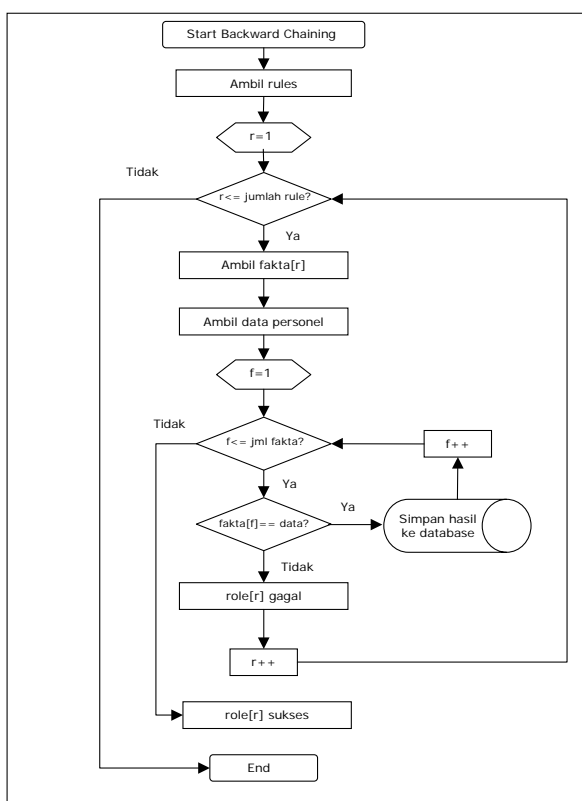 Start Backward Chaining
Ambil rules
r=1
Tidak
r<= jumlah rule?
Ya
Ambil fakta[r]
Ambil data personel
f=1
Tidak
f<= jml fakta?
f++
Ya
Ya
fakta[f]== data?
Simpan hasil
ke database
Tidak
role[r] gagal
r++
role[r] sukses
End